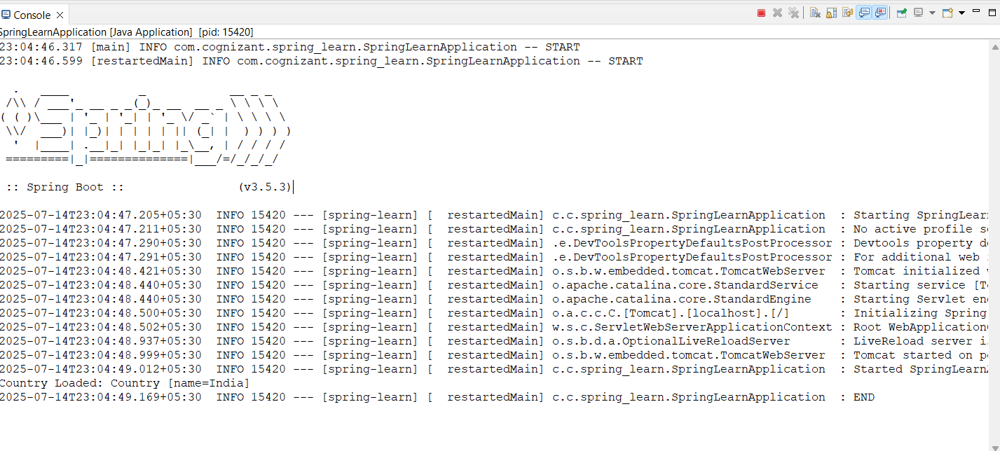 Console
SpringLearnApplication [Java Application] [pid: 15420]
23:04:46.317 [main] INFO com.cognizant.spring_learn.SpringLearnApplication -- START
23:04:46.599 [restartedMain] INFO com.cognizant.spring_learn.SpringLearnApplication -- START

  .   ____          _            __ _ _
 /\\ / ___'_ __ _ _(_)_ __  __ _ \ \ \ \
( ( )\___ | '_ | '_| | '_ \/ _` | \ \ \ \
 \\/  ___)| |_)| | | | | || (_| |  ) ) ) )
  '  |____| .__|_| |_|_| |_\__, | / / / /
 =========|_|==============|___/=/_/_/_/

 :: Spring Boot ::                (v3.5.3)

2025-07-14T23:04:47.205+05:30  INFO 15420 --- [spring-learn] [  restartedMain] c.c.spring_learn.SpringLearnApplication  : Starting SpringLear
2025-07-14T23:04:47.211+05:30  INFO 15420 --- [spring-learn] [  restartedMain] c.c.spring_learn.SpringLearnApplication  : No active profile
2025-07-14T23:04:47.290+05:30  INFO 15420 --- [spring-learn] [  restartedMain] .e.DevToolsPropertyDefaultsPostProcessor : Devtools property
2025-07-14T23:04:47.291+05:30  INFO 15420 --- [spring-learn] [  restartedMain] .e.DevToolsPropertyDefaultsPostProcessor : For additional web
2025-07-14T23:04:48.421+05:30  INFO 15420 --- [spring-learn] [  restartedMain] o.s.b.w.embedded.tomcat.TomcatWebServer  : Tomcat initialized
2025-07-14T23:04:48.440+05:30  INFO 15420 --- [spring-learn] [  restartedMain] o.apache.catalina.core.StandardService   : Starting service
2025-07-14T23:04:48.440+05:30  INFO 15420 --- [spring-learn] [  restartedMain] o.apache.catalina.core.StandardEngine    : Starting Servlet
2025-07-14T23:04:48.500+05:30  INFO 15420 --- [spring-learn] [  restartedMain] o.a.c.c.C.[Tomcat].[localhost].[/]       : Initializing Spring
2025-07-14T23:04:48.502+05:30  INFO 15420 --- [spring-learn] [  restartedMain] w.s.c.ServletWebServerApplicationContext : Root WebApplication
2025-07-14T23:04:48.937+05:30  INFO 15420 --- [spring-learn] [  restartedMain] o.s.b.d.a.OptionalLiveReloadServer       : LiveReload server
2025-07-14T23:04:48.999+05:30  INFO 15420 --- [spring-learn] [  restartedMain] o.s.b.w.embedded.tomcat.TomcatWebServer  : Tomcat started on
2025-07-14T23:04:49.012+05:30  INFO 15420 --- [spring-learn] [  restartedMain] c.c.spring_learn.SpringLearnApplication  : Started SpringLearn
Country Loaded: Country [name=India]
2025-07-14T23:04:49.169+05:30  INFO 15420 --- [spring-learn] [  restartedMain] c.c.spring_learn.SpringLearnApplication  : END